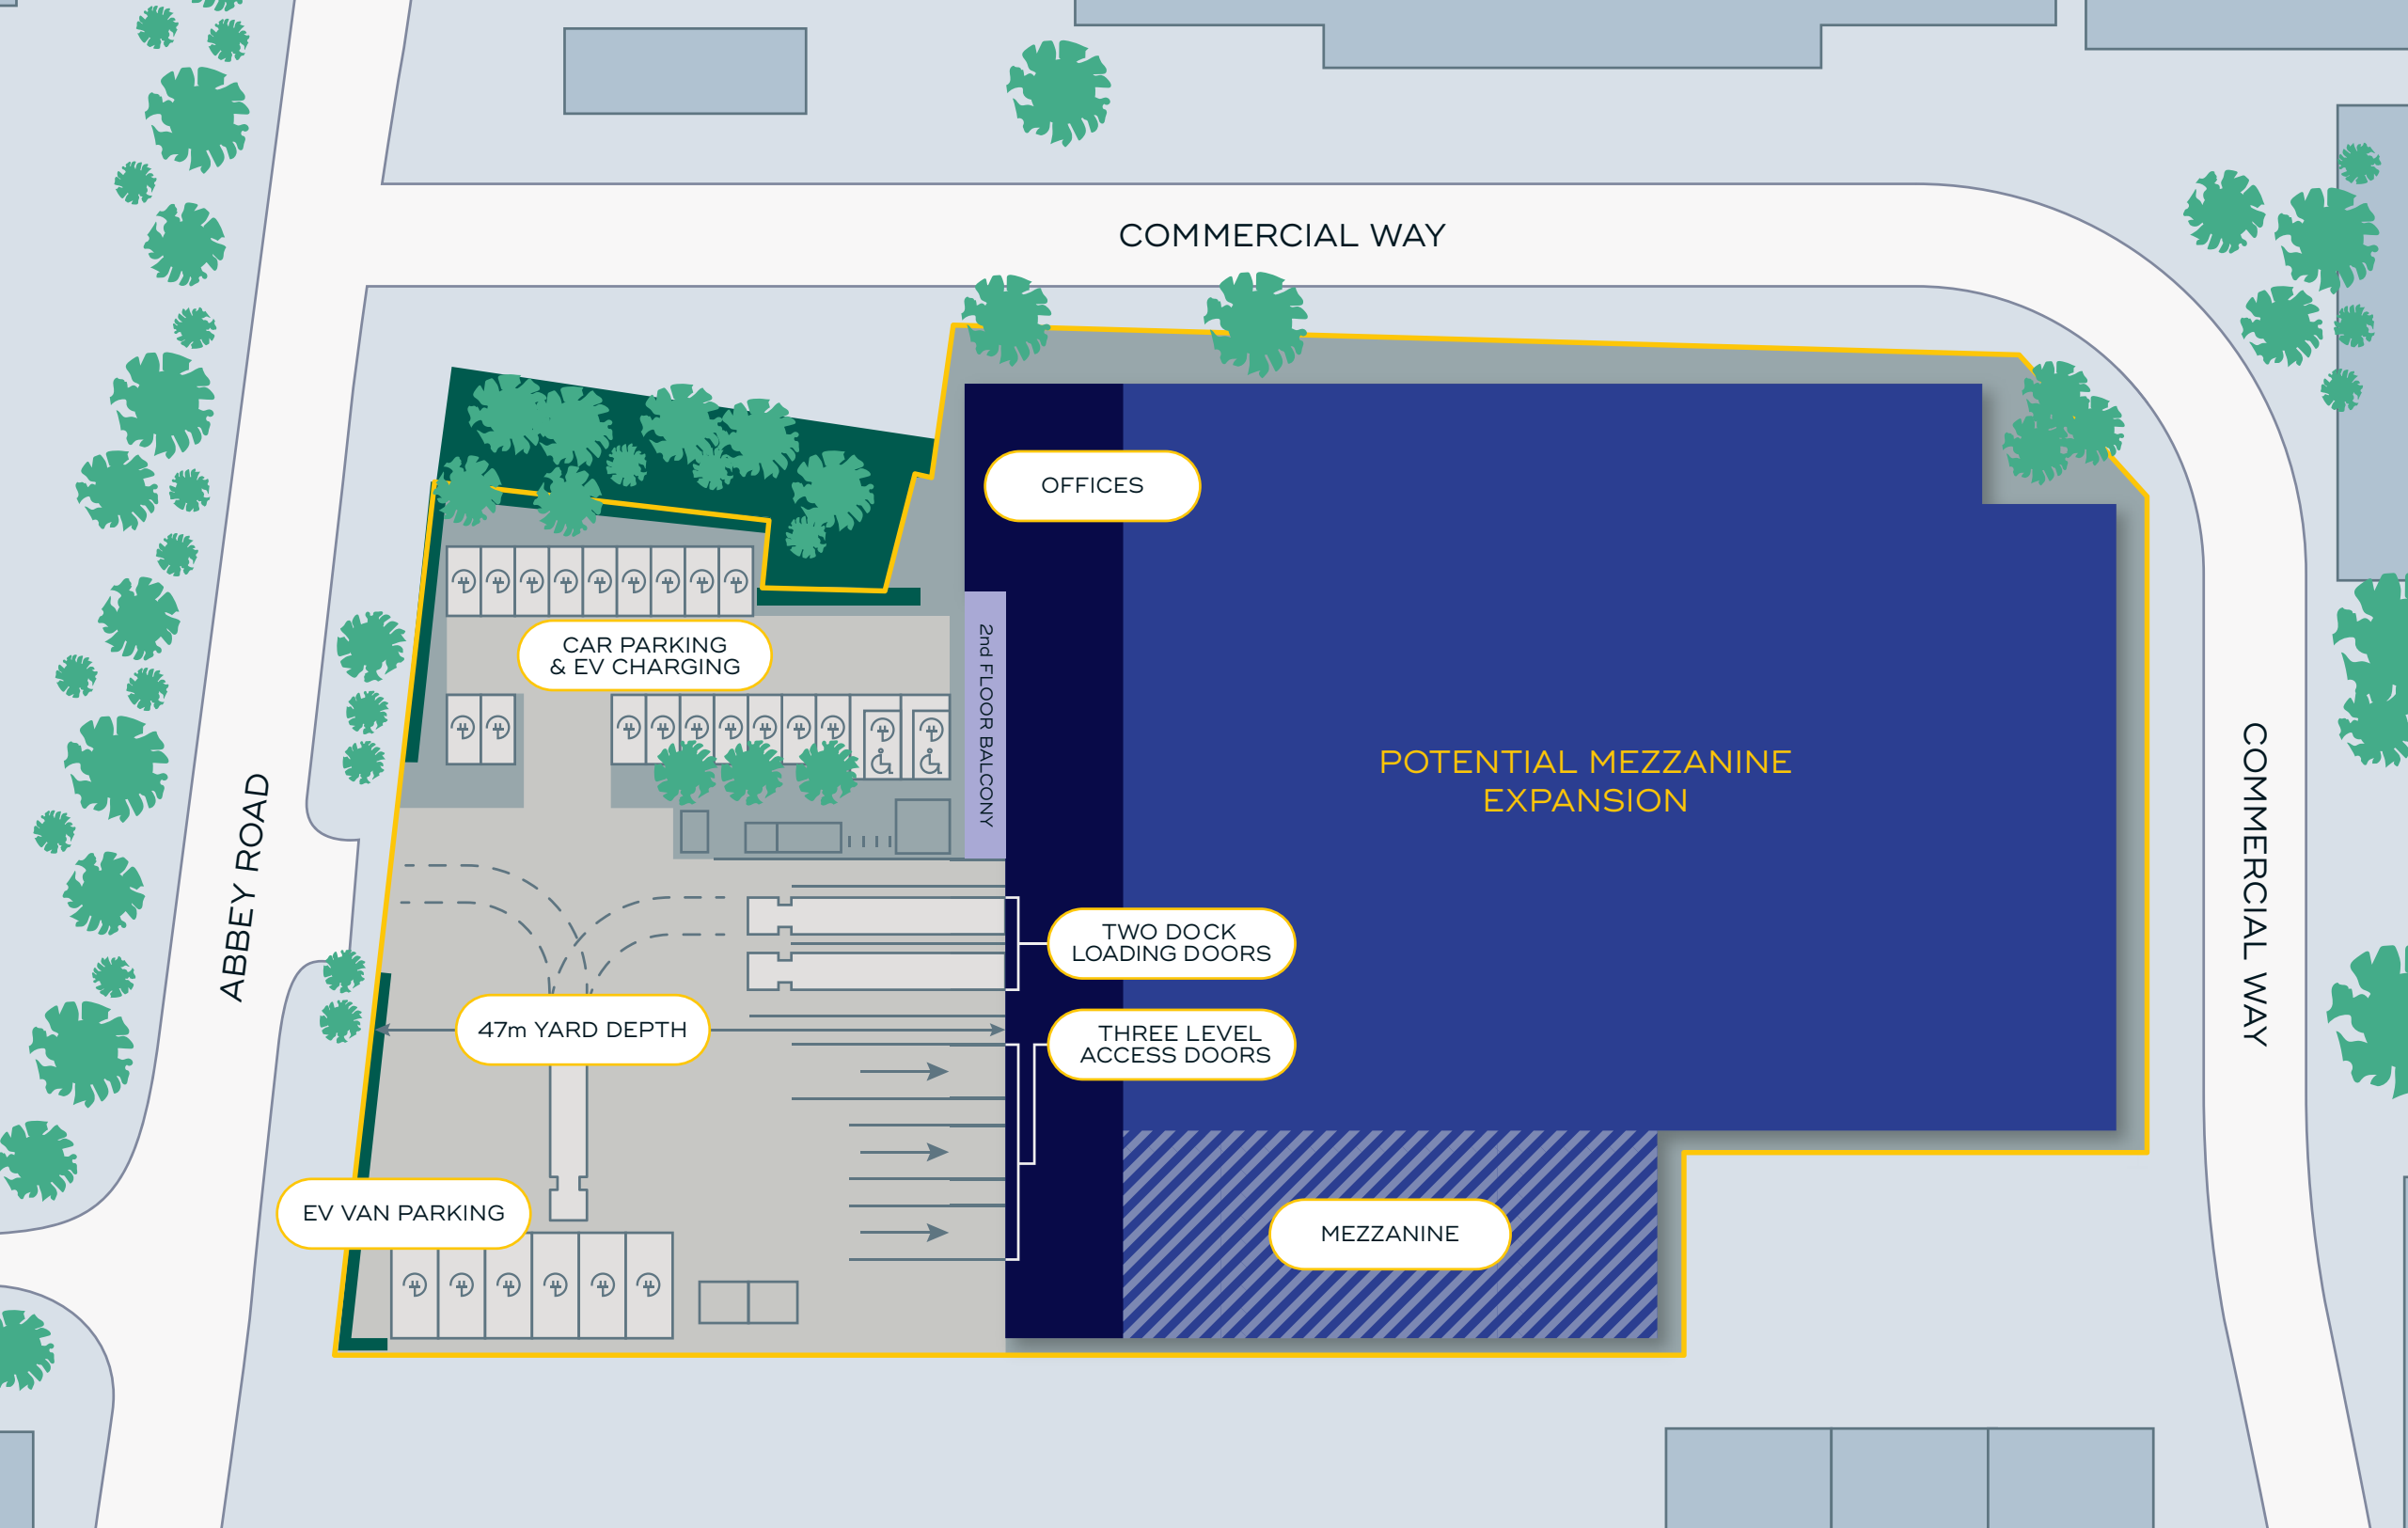 COMMERCIAL WAY
OFFICES
CAR PARKING
& EV CHARGING
2nd FLOOR BALCONY
POTENTIAL MEZZANINE
EXPANSION
COMMERCIAL WAY
ABBEY ROAD
TWO DOCK
LOADING DOORS
47m YARD DEPTH
THREE LEVEL
ACCESS DOORS
EV VAN PARKING
MEZZANINE